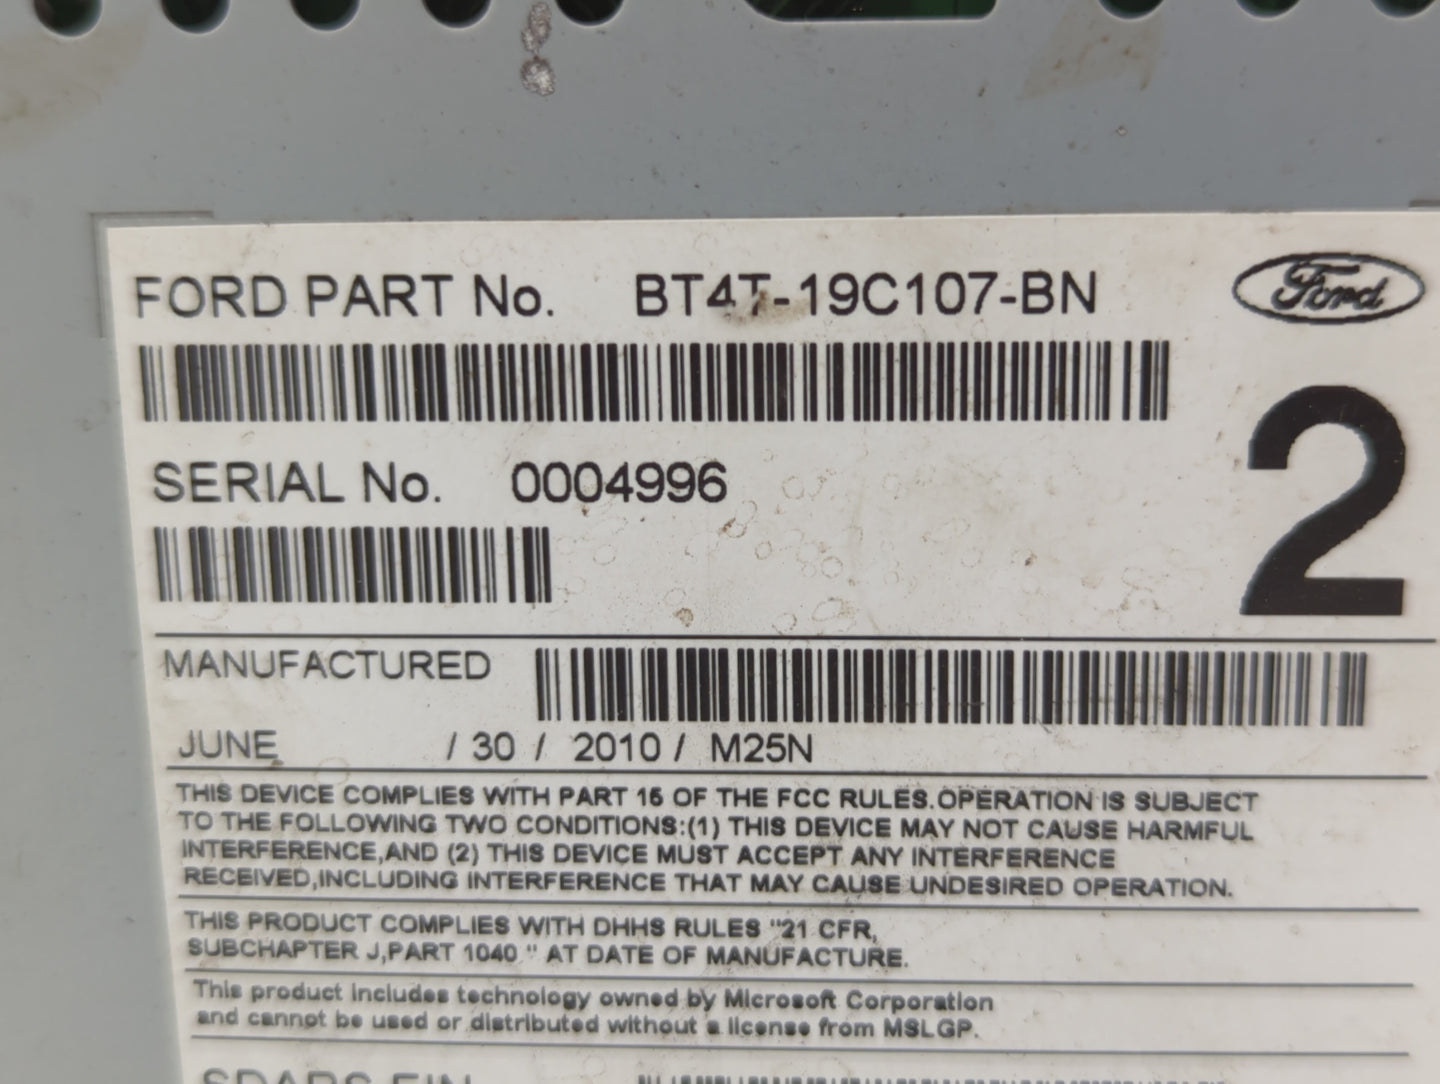 FORD PART No. BT4T-19C107-BN
Ford
2
SERIAL No. 0004996
MANUFACTURED
JUNE / 30 / 2010 / M25N
THIS DEVICE COMPLIES WITH PART 15 OF THE FCC RULES.OPERATION IS SUBJECT
TO THE FOLLOWING TWO CONDITIONS:(1) THIS DEVICE MAY NOT CAUSE HARMFUL
INTERFERENCE,AND (2) THIS DEVICE MUST ACCEPT ANY INTERFERENCE
RECEIVED,INCLUDING INTERFERENCE THAT MAY CAUSE UNDESIRED OPERATION.
THIS PRODUCT COMPLIES WITH DHHS RULES "21 CFR,
SUBCHAPTER J,PART 1040 " AT DATE OF MANUFACTURE.
This product includes technology owned by Microsoft Corporation
and cannot be used or distributed without a license from MSLGP.